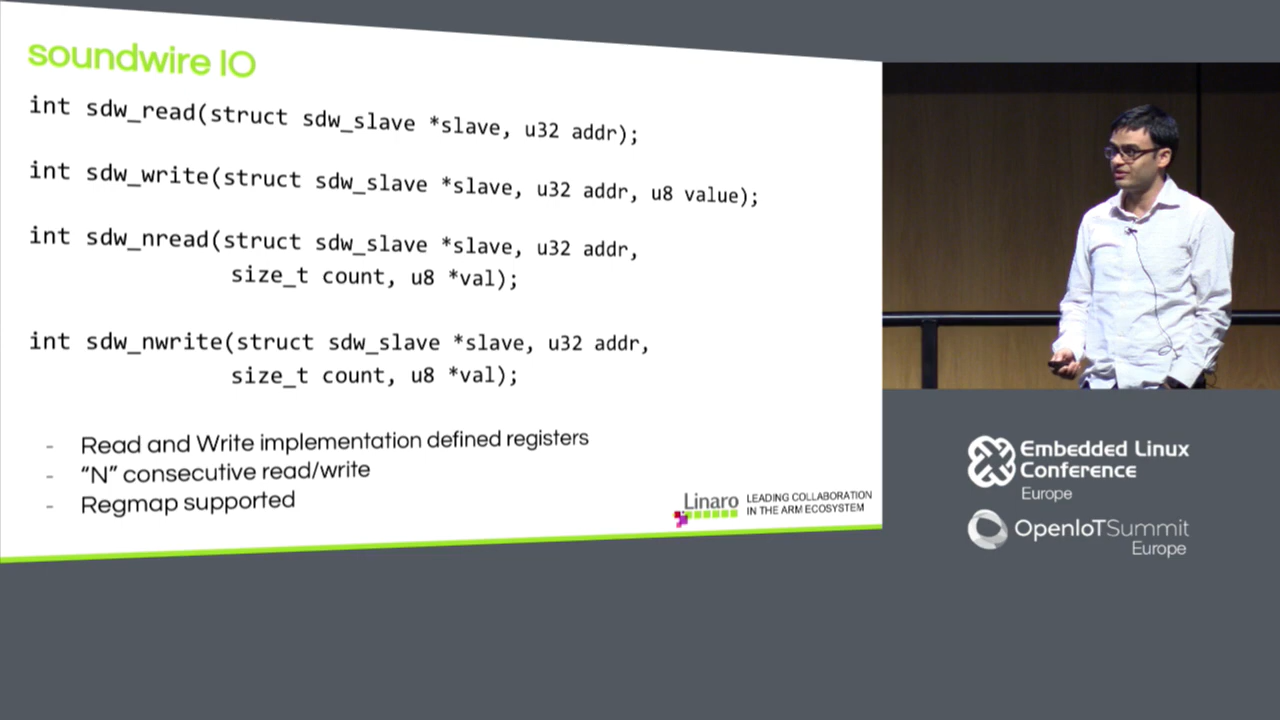 soundwire IO
int sdw_read(struct sdw_slave *slave, u32 addr);
int sdw_write(struct sdw_slave *slave, u32 addr, u8 value);
int sdw_nread(struct sdw_slave *slave, u32 addr,
size_t count, u8 *val);
int sdw_nwrite(struct sdw_slave *slave, u32 addr,
size_t count, u8 *val);
- Read and Write implementation defined registers
- “N” consecutive read/write
- Regmap supported
Linaro
LEADING COLLABORATION
IN THE ARM ECOSYSTEM
Embedded Linux
Conference
Europe
OpenIoTSummit
Europe